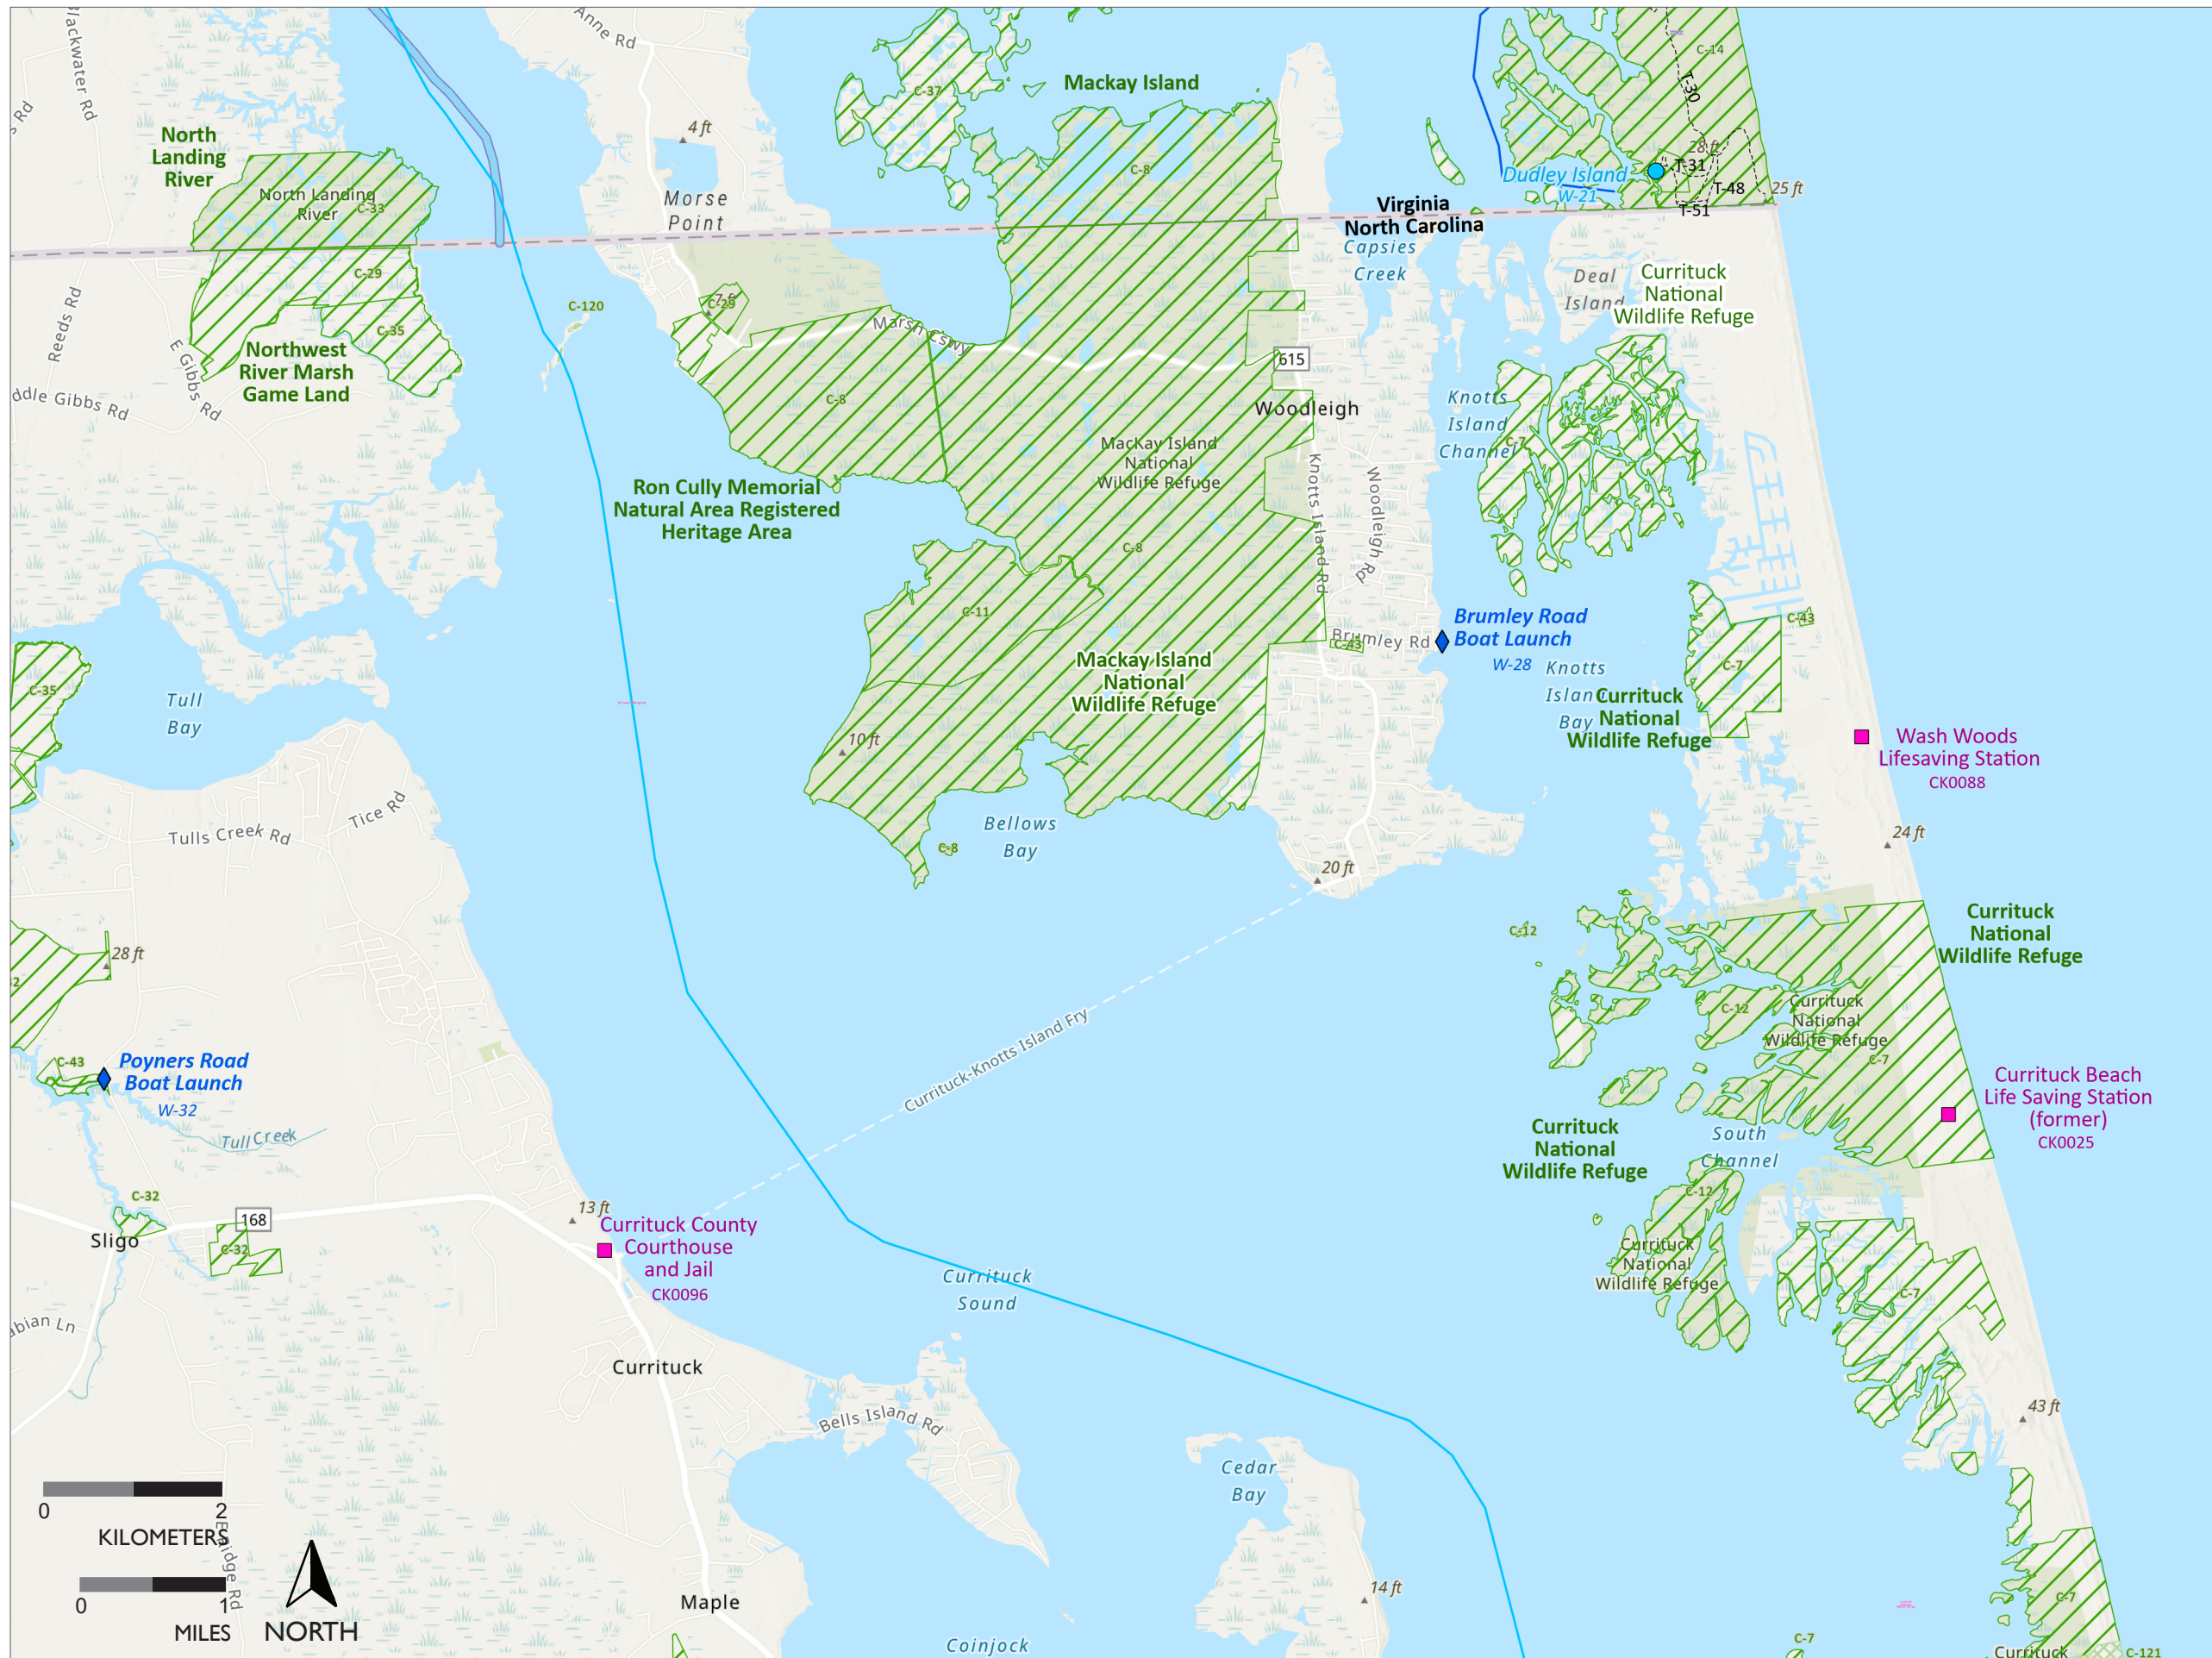 Blackwater Rd
s Rd
Anne Rd
4 ft
C-37
Mackay Island
C-8
C-14
T-30
28 ft
T-31
T-48
T-51
25 ft
Dudley Island
W-21
North
Landing
River
North Landing
River
C-33
Morse
Point
Virginia
North Carolina
Capsies
Creek
Deal
Island
Currituck
National
Wildlife Refuge
C-29
C-35
C-120
7 ft
C-29
Marsh Cswy
615
Reeds Rd
E Gibbs Rd
ddle Gibbs Rd
Northwest
River Marsh
Game Land
C-8
Woodleigh
Knotts
Island
Channel
C-7
MacKay Island
National
Wildlife Refuge
Knotts Island Rd
Woodleigh Rd
Ron Cully Memorial
Natural Area Registered
Heritage Area
C-8
C-11
Brumley Rd
C-43
Brumley Road
Boat Launch
W-28
Knotts
Island
Bay
C-43
C-7
Currituck
National
Wildlife Refuge
Mackay Island
National
Wildlife Refuge
C-35
Tull
Bay
10 ft
Wash Woods
Lifesaving Station
CK0088
24 ft
Tulls Creek Rd
Tice Rd
Bellows
Bay
C-8
20 ft
C-12
Currituck
National
Wildlife Refuge
28 ft
2
C-12
Currituck
National
Wildlife Refuge
C-7
Currituck-Knotts Island Fry
C-43
Poyners Road
Boat Launch
W-32
Tull Creek
Currituck Beach
Life Saving Station
(former)
CK0025
Currituck
National
Wildlife Refuge
South
Channel
C-12
C-32
168
Sligo
C-32
13 ft
Currituck County
Courthouse
and Jail
CK0096
Currituck
National
Wildlife Refuge
C-7
Currituck
Sound
abian Ln
Currituck
Bells Island Rd
43 ft
Cedar
Bay
0 2
KILOMETERS
0 1
MILES
NORTH
Maple
14 ft
Coinjock
C-7
C-7
Currituck
C-121